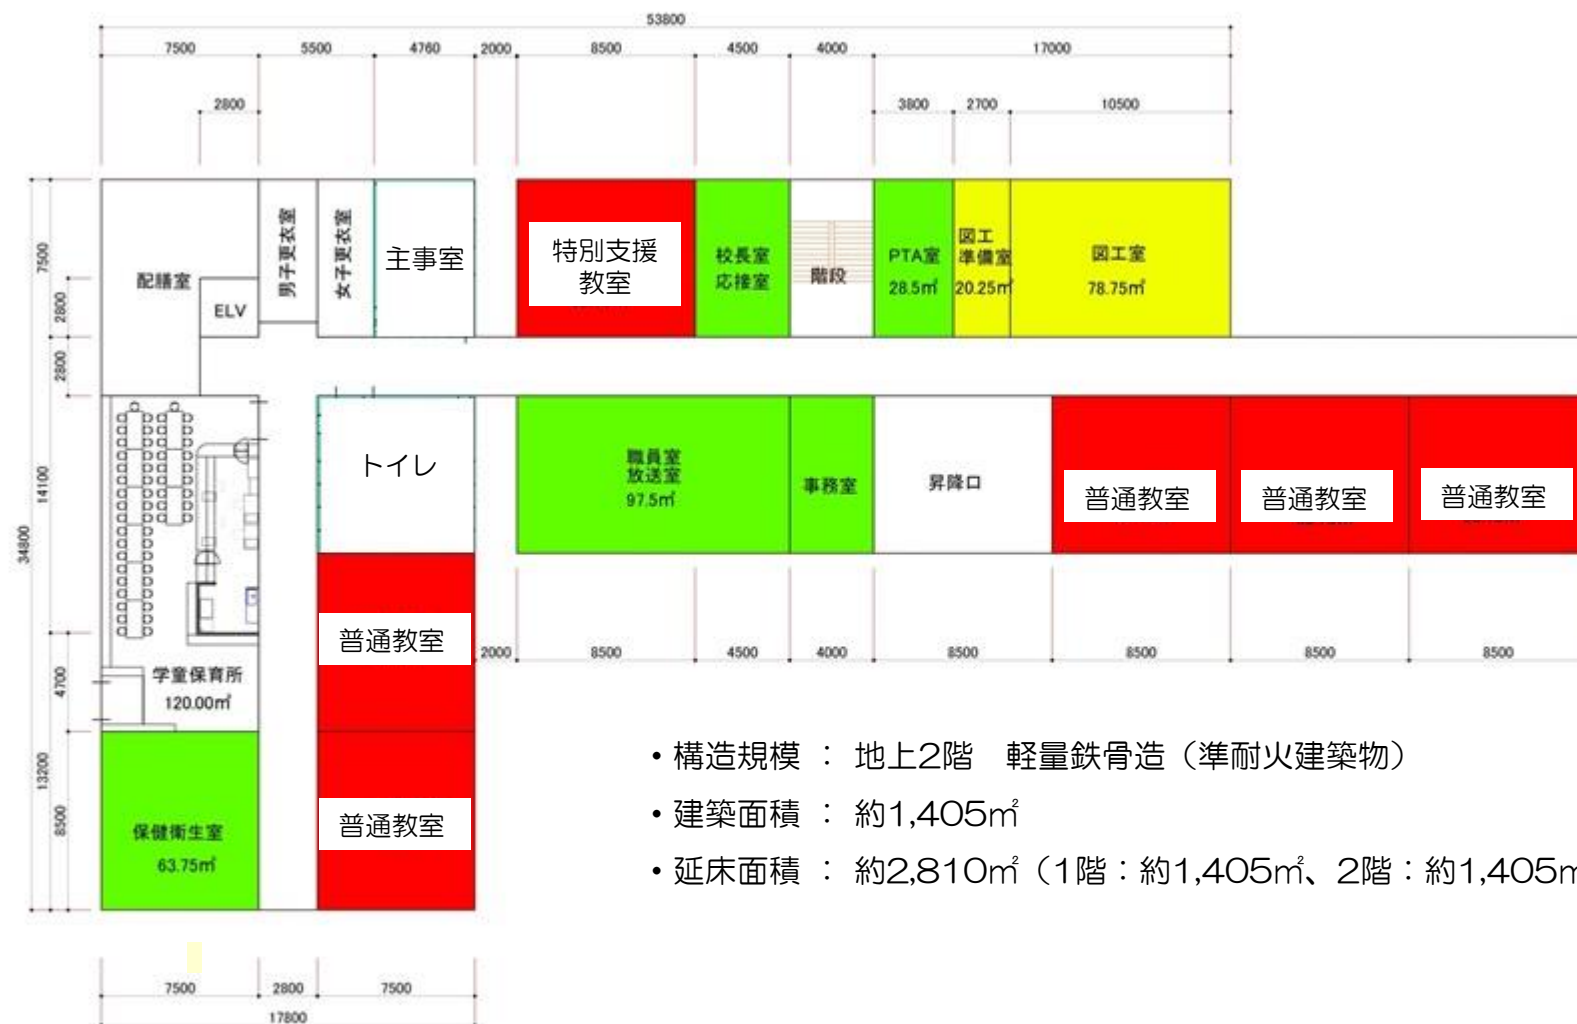 53800
7500 5500 4760 2000 8500 4500 4000 17000
2800 3800 2700 10500
34800
7500
2800
2800
14100
4700
13200
8500
配膳室
ELV
男子更衣室
女子更衣室
主事室
特別支援
教室
校長室
応接室
階段
PTA室
28.5㎡
図工
準備室
20.25㎡
図工室
78.75㎡
トイレ
職員室
放送室
97.5㎡
事務室
昇降口
普通教室
普通教室
普通教室
普通教室
普通教室
学童保育所
120.00㎡
保健衛生室
63.75㎡
2000 8500 4500 4000 8500 8500 8500 8500
・構造規模 ： 地上2階 軽量鉄骨造（準耐火建築物）
・建築面積 ： 約1,405㎡
・延床面積 ： 約2,810㎡（1階：約1,405㎡、2階：約1,405㎡
7500 2800 7500
17800